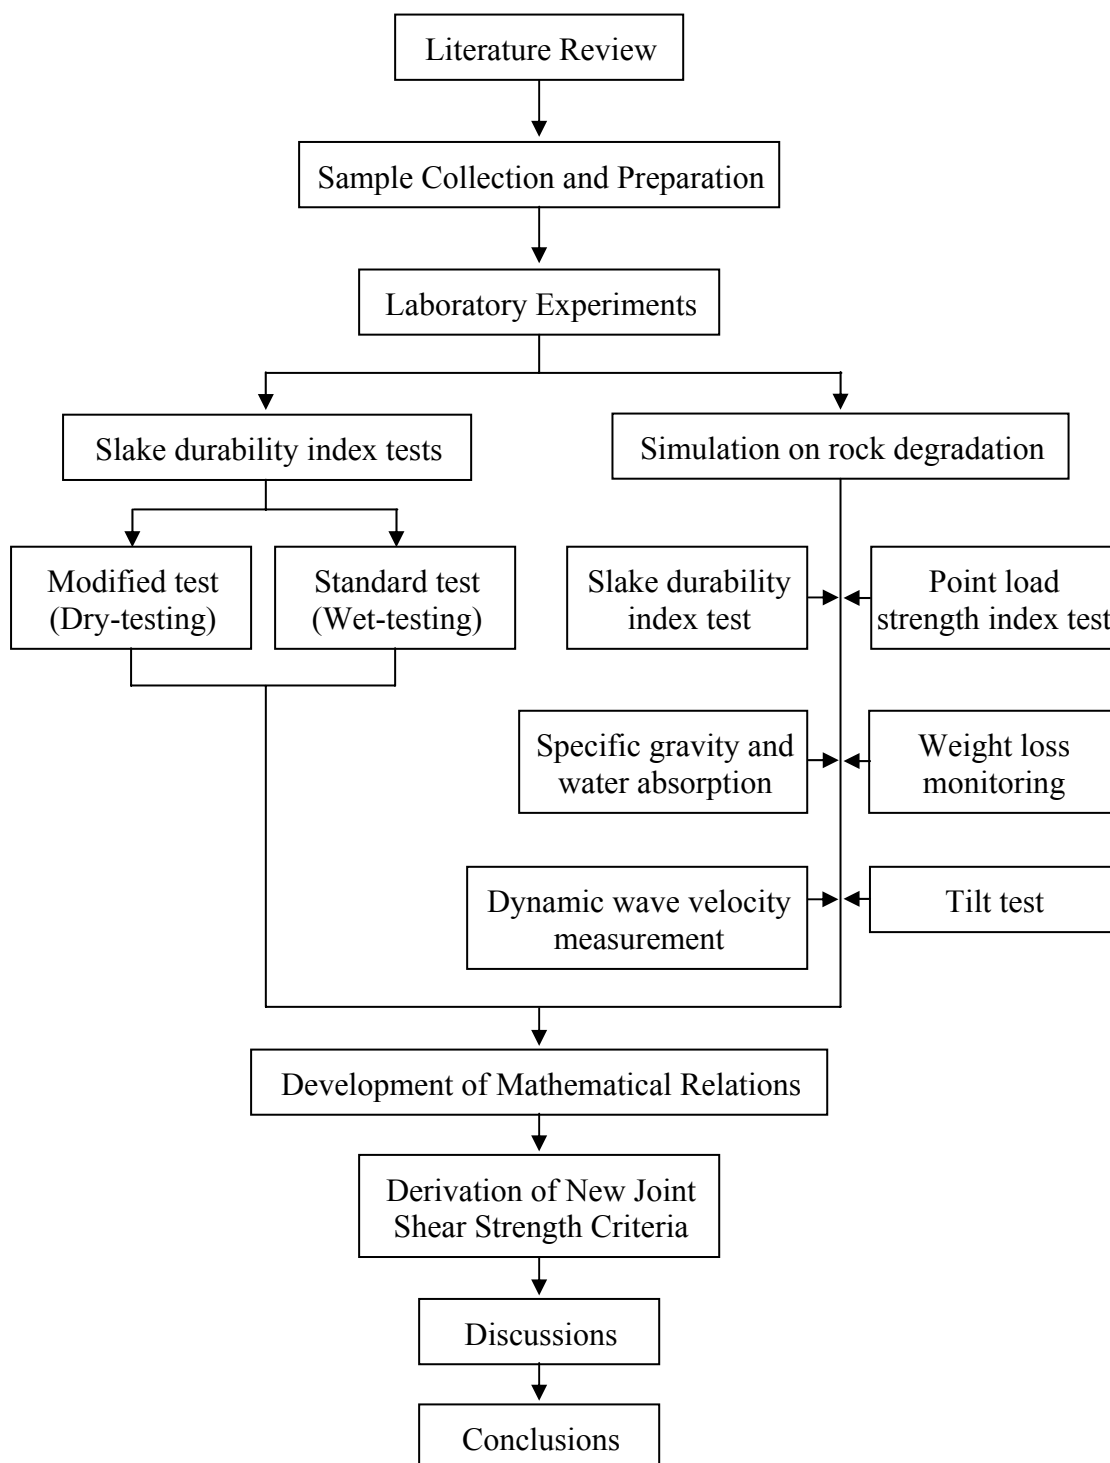 Literature Review
Sample Collection and Preparation
Laboratory Experiments
Slake durability index tests
Simulation on rock degradation
Modified test
(Dry-testing)
Standard test
(Wet-testing)
Slake durability
index test
Point load
strength index test
Specific gravity and
water absorption
Weight loss
monitoring
Dynamic wave velocity
measurement
Tilt test
Development of Mathematical Relations
Derivation of New Joint
Shear Strength Criteria
Discussions
Conclusions